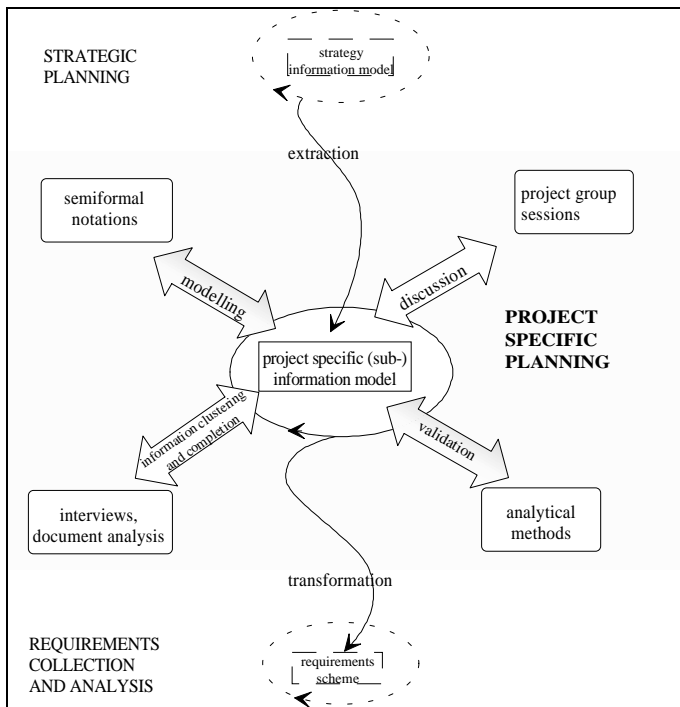 STRATEGIC
PLANNING
strategy
information model
extraction
semiformal
notations
project group
sessions
modelling
discussion
PROJECT
SPECIFIC
PLANNING
project specific (sub-)
information model
information clustering
and completion
validation
interviews,
document analysis
analytical
methods
transformation
REQUIREMENTS
COLLECTION
AND ANALYSIS
requirements
scheme